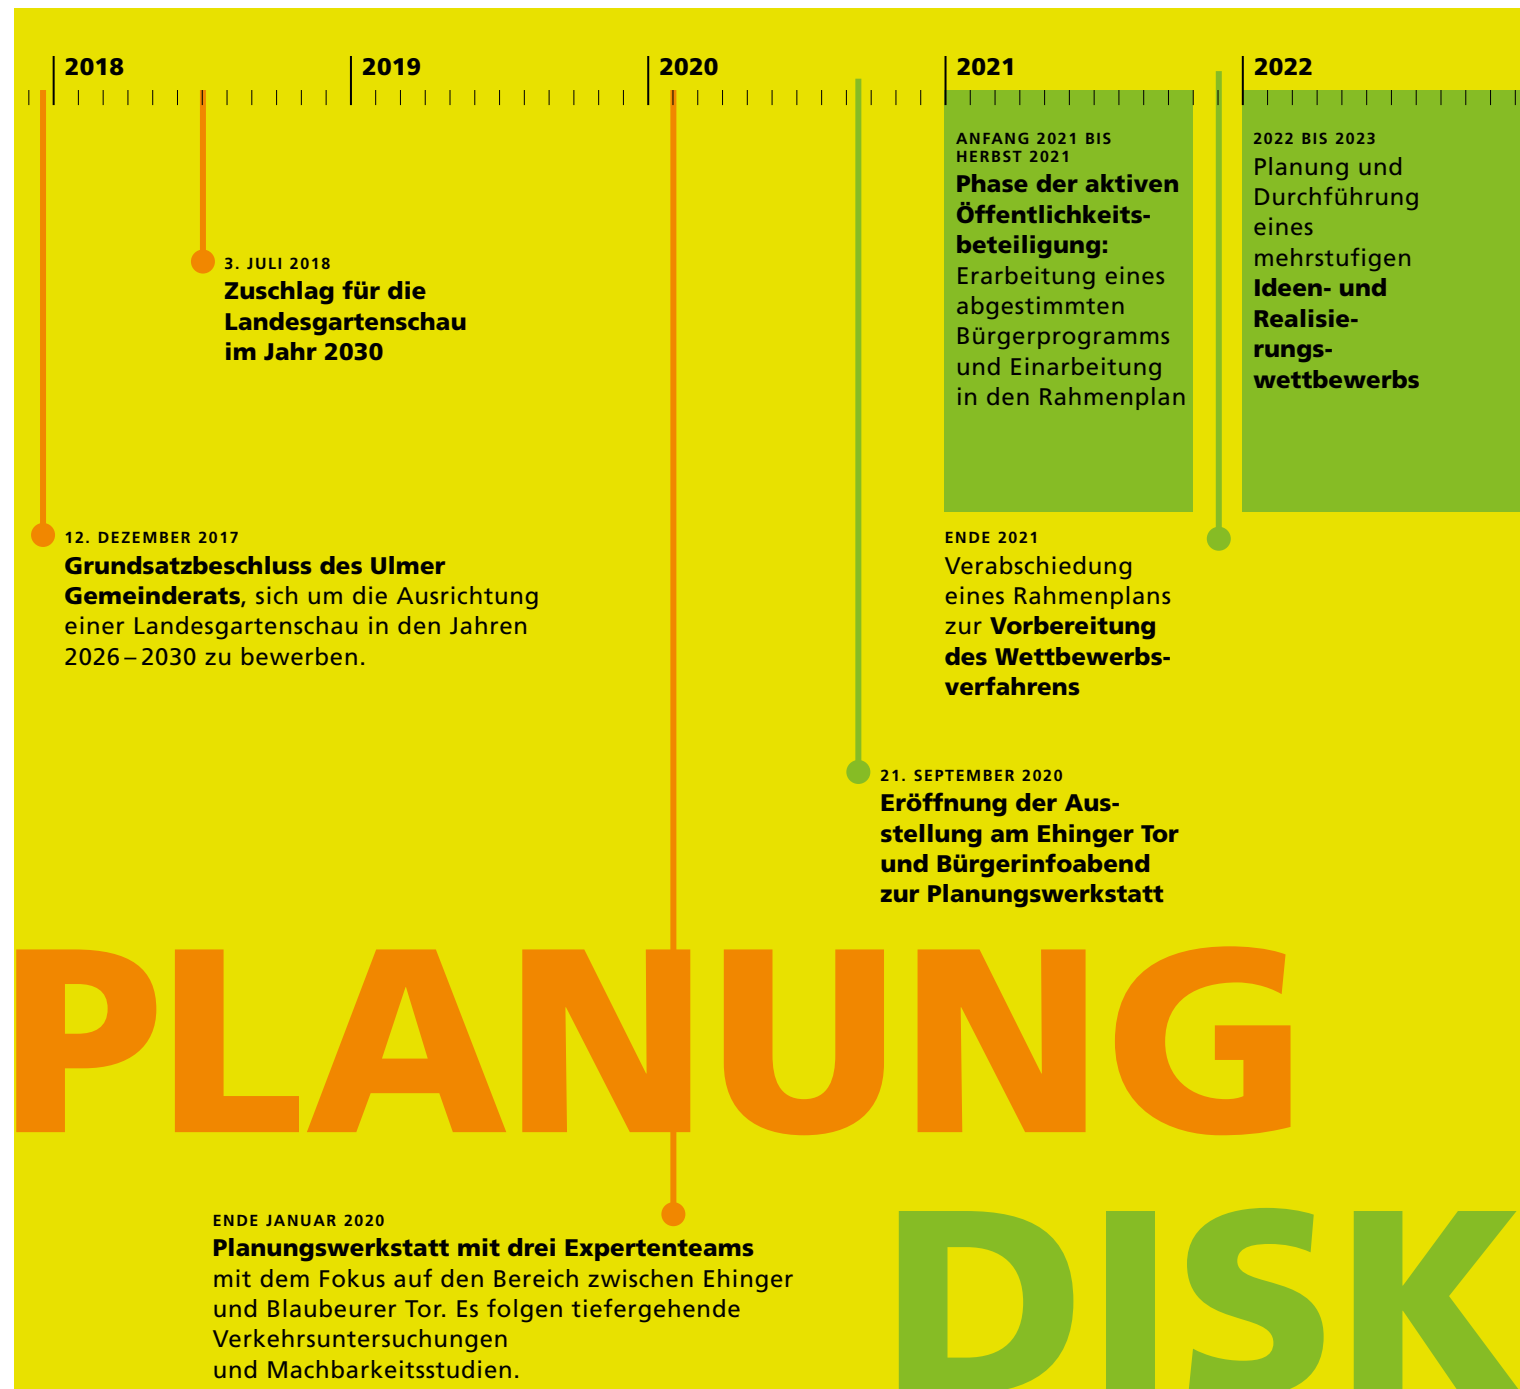 2018
2019
2020
2021
2022
ANFANG 2021 BIS
HERBST 2021
Phase der aktiven
Öffentlichkeits-
beteiligung:
Erarbeitung eines
abgestimmten
Bürgerprogramms
und Einarbeitung
in den Rahmenplan
2022 BIS 2023
Planung und
Durchführung
eines
mehrstufigen
Ideen- und
Realisie-
rungs-
wettbewerbs
3. JULI 2018
Zuschlag für die
Landesgartenschau
im Jahr 2030
12. DEZEMBER 2017
Grundsatzbeschluss des Ulmer
Gemeinderats, sich um die Ausrichtung
einer Landesgartenschau in den Jahren
2026 – 2030 zu bewerben.
ENDE 2021
Verabschiedung
eines Rahmenplans
zur Vorbereitung
des Wettbewerbs-
verfahrens
21. SEPTEMBER 2020
Eröffnung der Aus-
stellung am Ehinger Tor
und Bürgerinfoabend
zur Planungswerkstatt
PLANUNG
ENDE JANUAR 2020
Planungswerkstatt mit drei Expertenteams
mit dem Fokus auf den Bereich zwischen Ehinger
und Blaubeurer Tor. Es folgen tiefergehende
Verkehrsuntersuchungen
und Machbarkeitsstudien.
DISK